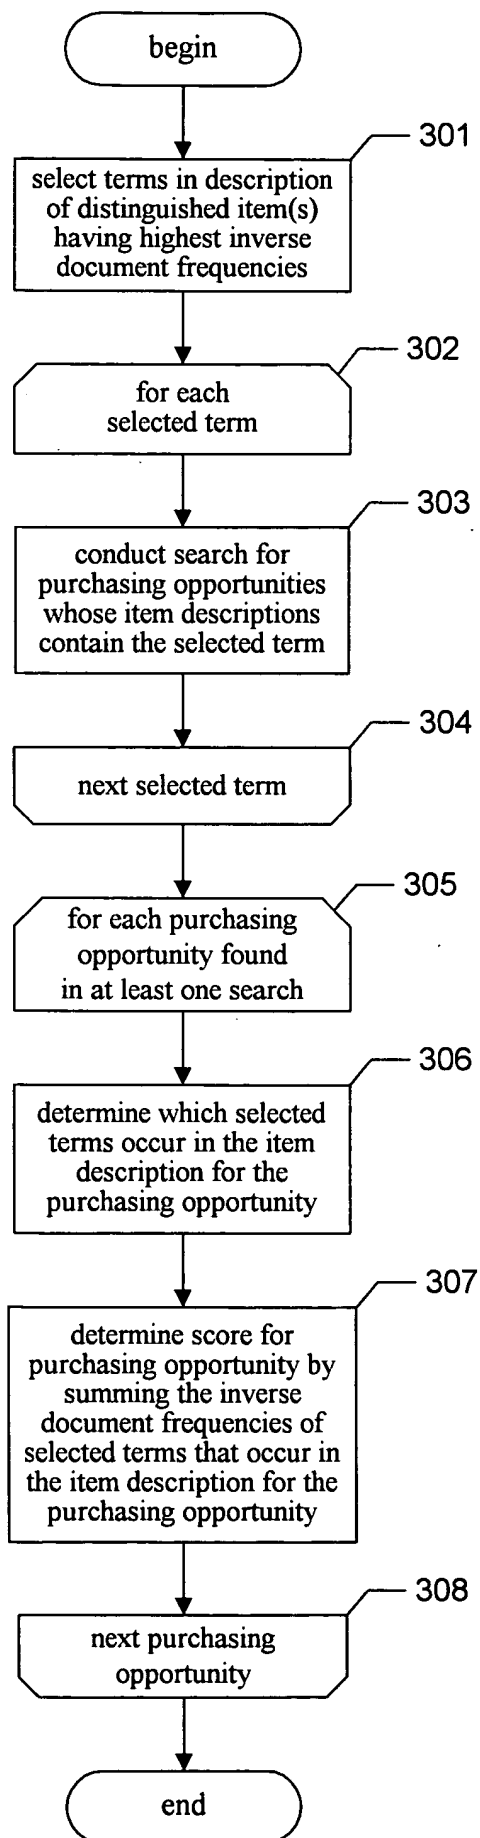 begin
301
select terms in description
of distinguished item(s)
having highest inverse
document frequencies
302
for each
selected term
303
conduct search for
purchasing opportunities
whose item descriptions
contain the selected term
304
next selected term
305
for each purchasing
opportunity found
in at least one search
306
determine which selected
terms occur in the item
description for the
purchasing opportunity
307
determine score for
purchasing opportunity by
summing the inverse
document frequencies of
selected terms that occur in
the item description for the
purchasing opportunity
308
next purchasing
opportunity
end